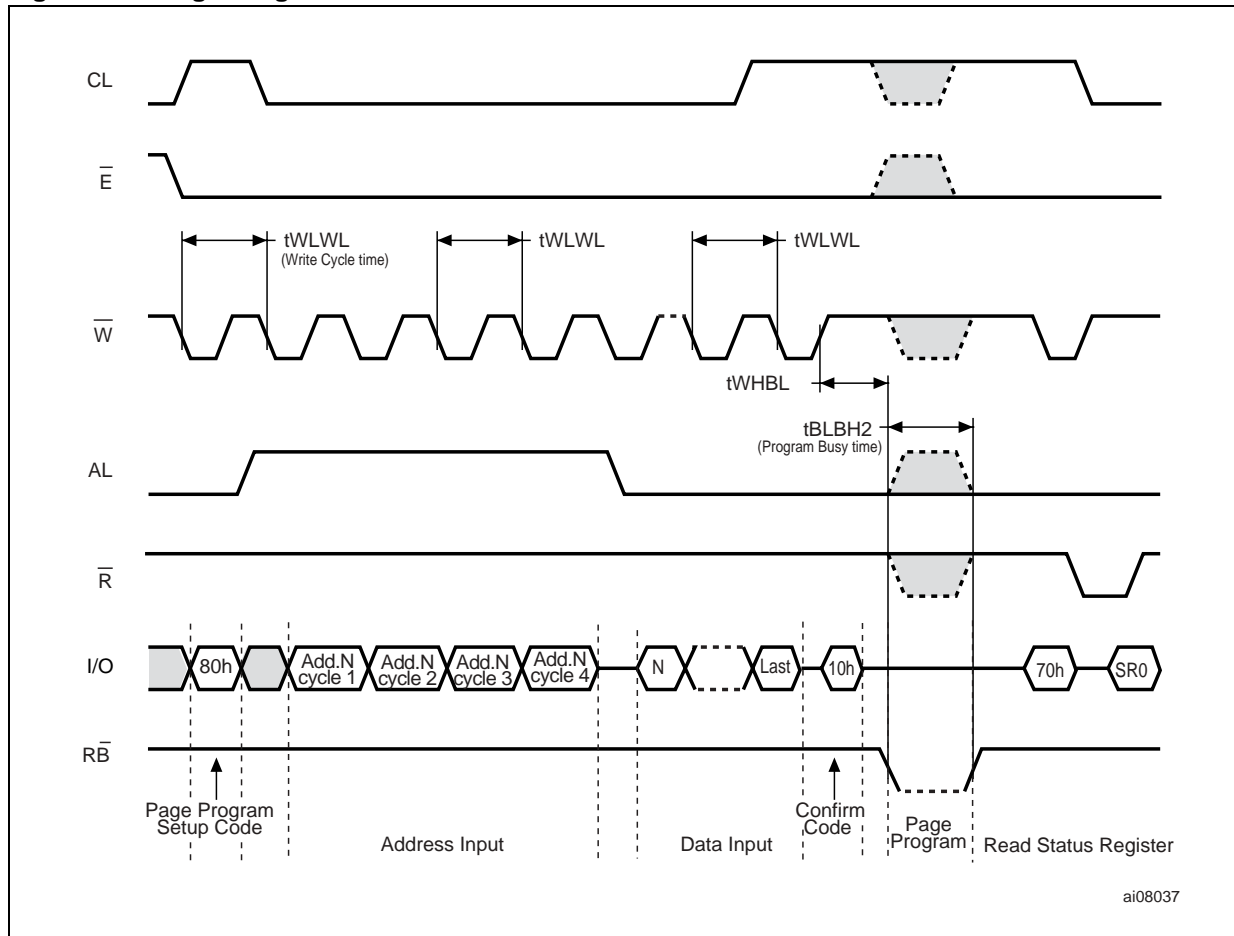 CL
E
tWLWL
(Write Cycle time)
tWLWL
tWLWL
W
tWHBL
tBLBH2
(Program Busy time)
AL
R
I/O
80h
Add.N
cycle 1
Add.N
cycle 2
Add.N
cycle 3
Add.N
cycle 4
N
Last
10h
70h
SR0
RB
Page Program
Setup Code
Address Input
Data Input
Confirm
Code
Page
Program
Read Status Register
ai08037